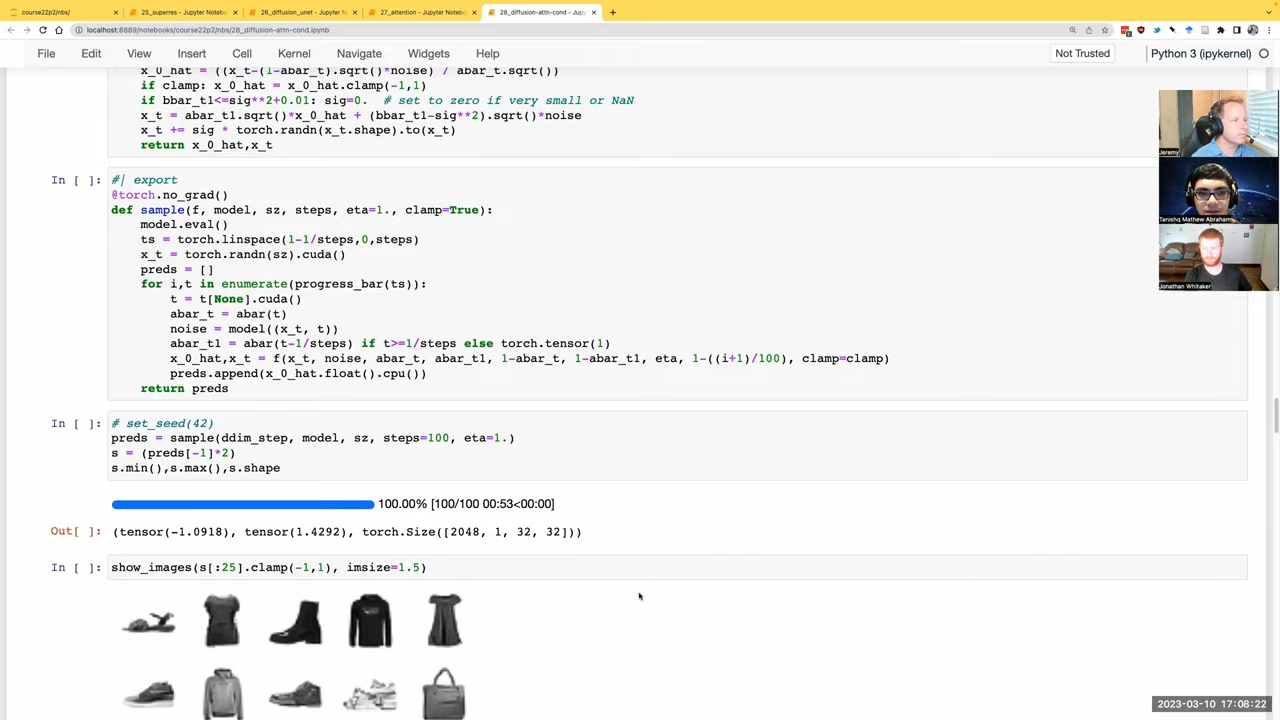 course22p2/nbs/
25_superres - Jupyter Noteb
26_diffusion_unet - Jupyter N
27_attention - Jupyter Notebo
28_diffusion-attn-cond - Jup
localhost:8889/notebooks/course22p2/nbs/28_diffusion-attn-cond.ipynb
File Edit View Insert Cell Kernel Navigate Widgets Help
Not Trusted
Python 3 (ipykernel)
x_0_hat = ((x_t-(1-abar_t).sqrt()*noise) / abar_t.sqrt())
if clamp: x_0_hat = x_0_hat.clamp(-1,1)
if bbar_t1<=sig**2+0.01: sig=0.  # set to zero if very small or NaN
x_t = abar_t1.sqrt()*x_0_hat + (bbar_t1-sig**2).sqrt()*noise
x_t += sig * torch.randn(x_t.shape).to(x_t)
return x_0_hat,x_t
In [ ]:
#| export
@torch.no_grad()
def sample(f, model, sz, steps, eta=1., clamp=True):
model.eval()
ts = torch.linspace(1-1/steps,0,steps)
x_t = torch.randn(sz).cuda()
preds = []
for i,t in enumerate(progress_bar(ts)):
t = t[None].cuda()
abar_t = abar(t)
noise = model((x_t, t))
abar_t1 = abar(t-1/steps) if t>=1/steps else torch.tensor(1)
x_0_hat,x_t = f(x_t, noise, abar_t, abar_t1, 1-abar_t, 1-abar_t1, eta, 1-((i+1)/100), clamp=clamp)
preds.append(x_0_hat.float().cpu())
return preds
In [ ]:
# set_seed(42)
preds = sample(ddim_step, model, sz, steps=100, eta=1.)
s = (preds[-1]*2)
s.min(),s.max(),s.shape
100.00% [100/100 00:53<00:00]
Out[ ]: (tensor(-1.0918), tensor(1.4292), torch.Size([2048, 1, 32, 32]))
In [ ]: show_images(s[:25].clamp(-1,1), imsize=1.5)
Jeremy
Tanishq Mathew Abraham
Jonathan Whitaker
2023-03-10 17:08:22